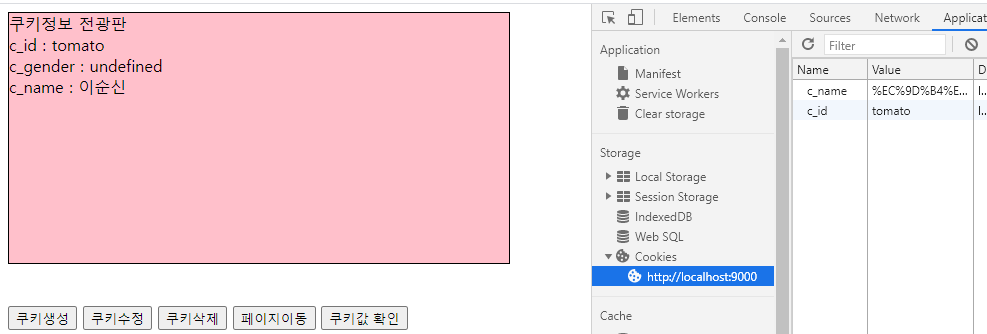 쿠키정보 전광판
c_id : tomato
c_gender : undefined
c_name : 이순신
쿠키생성 쿠키수정 쿠키삭제 페이지이동 쿠키값 확인
Elements Console Sources Network Applicat
Application
Manifest
Service Workers
Clear storage
Storage
Local Storage
Session Storage
IndexedDB
Web SQL
Cookies
http://localhost:9000
Cache
Filter
Name Value D
c_name %EC%9D%B4%E... l...
c_id tomato l...